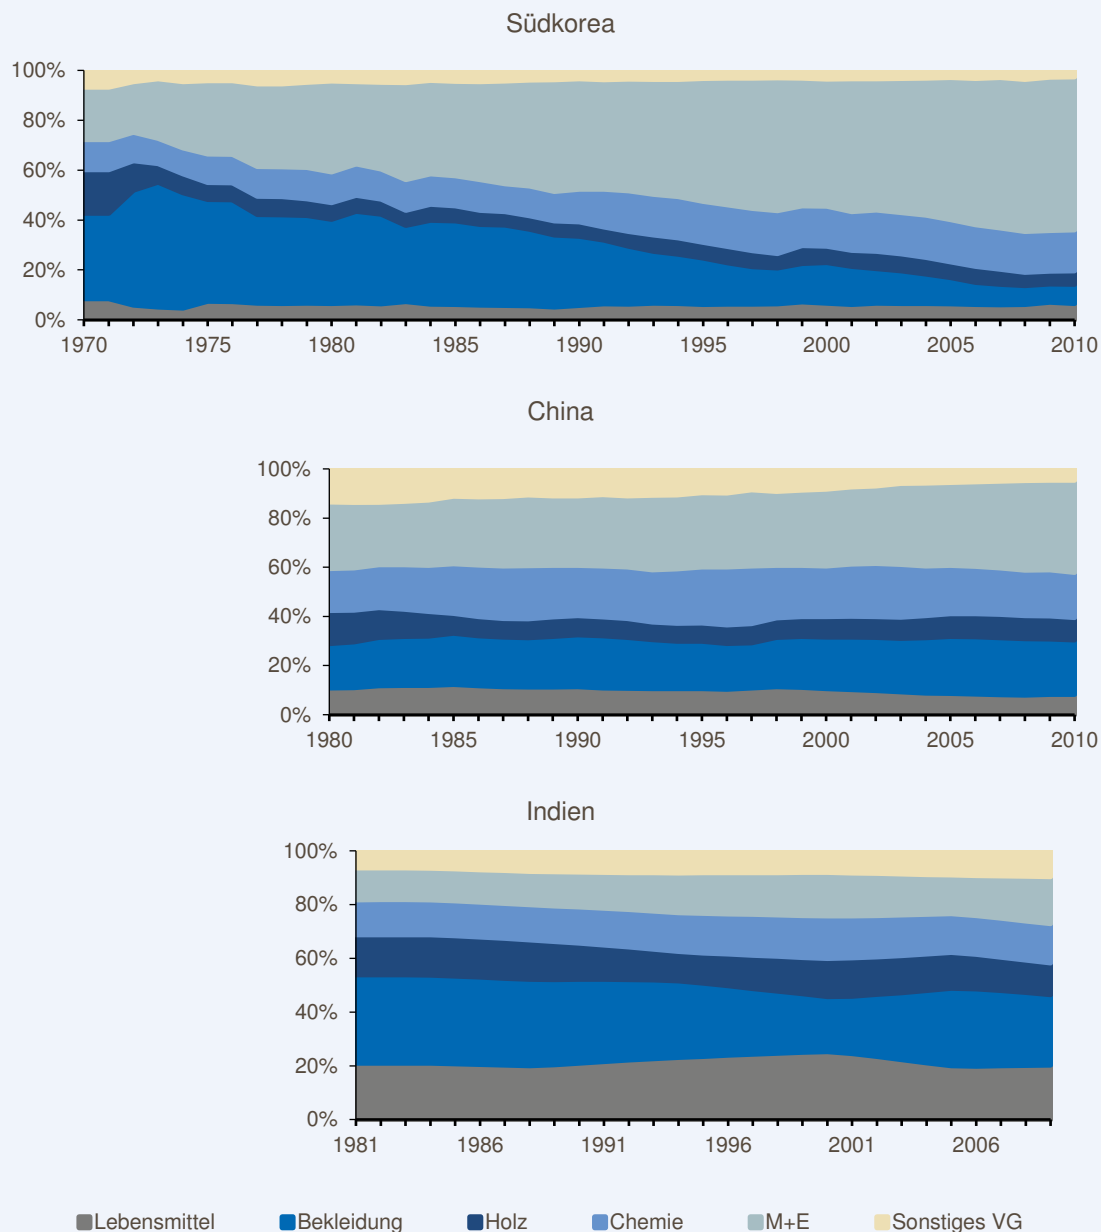 Südkorea
100%
80%
60%
40%
20%
0%
1970 1975 1980 1985 1990 1995 2000 2005 2010
China
100%
80%
60%
40%
20%
0%
1980 1985 1990 1995 2000 2005 2010
Indien
100%
80%
60%
40%
20%
0%
1981 1986 1991 1996 2001 2006
Lebensmittel Bekleidung Holz Chemie M+E Sonstiges VG